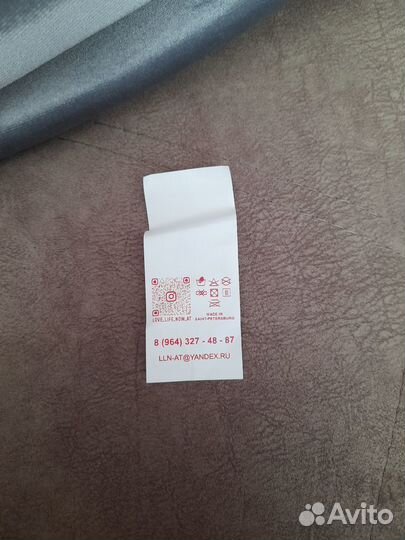 LOVE.LIFE.NOW.AT
MADE IN
SAINT-PETERSBURG
8 (964) 327 - 48 - 87
LLN-AT@YANDEX.RU
Avito